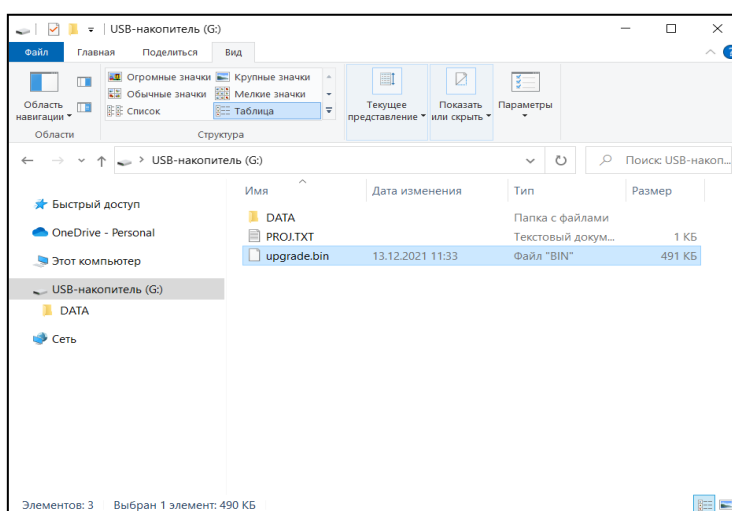 USB-накопитель (G:)
Файл Главная Поделиться Вид
Область навигации
Огромные значки Крупные значки
Обычные значки Мелкие значки
Список Таблица
Текущее представление
Показать или скрыть
Параметры
Области Структура
USB-накопитель (G:) Поиск: USB-накоп...
Имя Дата изменения Тип Размер
Быстрый доступ
OneDrive - Personal
Этот компьютер
USB-накопитель (G:)
DATA
Сеть
DATA Папка с файлами
PROJ.TXT Текстовый докум... 1 КБ
upgrade.bin 13.12.2021 11:33 Файл "BIN" 491 КБ
Элементов: 3 Выбран 1 элемент: 490 КБ